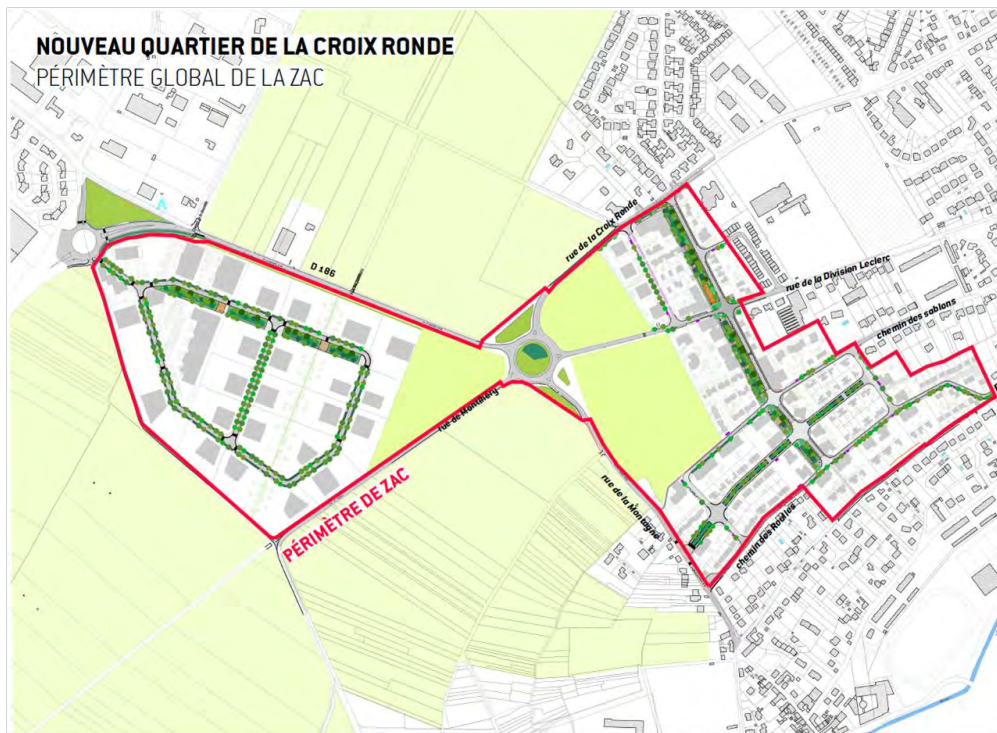 NOUVEAU QUARTIER DE LA CROIX RONDE
PÉRIMÈTRE GLOBAL DE LA ZAC
rue de la Croix Ronde
D 186
rue de la Division Leclerc
chemin des sablons
rue de Montlhéry
PÉRIMÈTRE DE ZAC
rue de la Montagne
chemin des Rodles